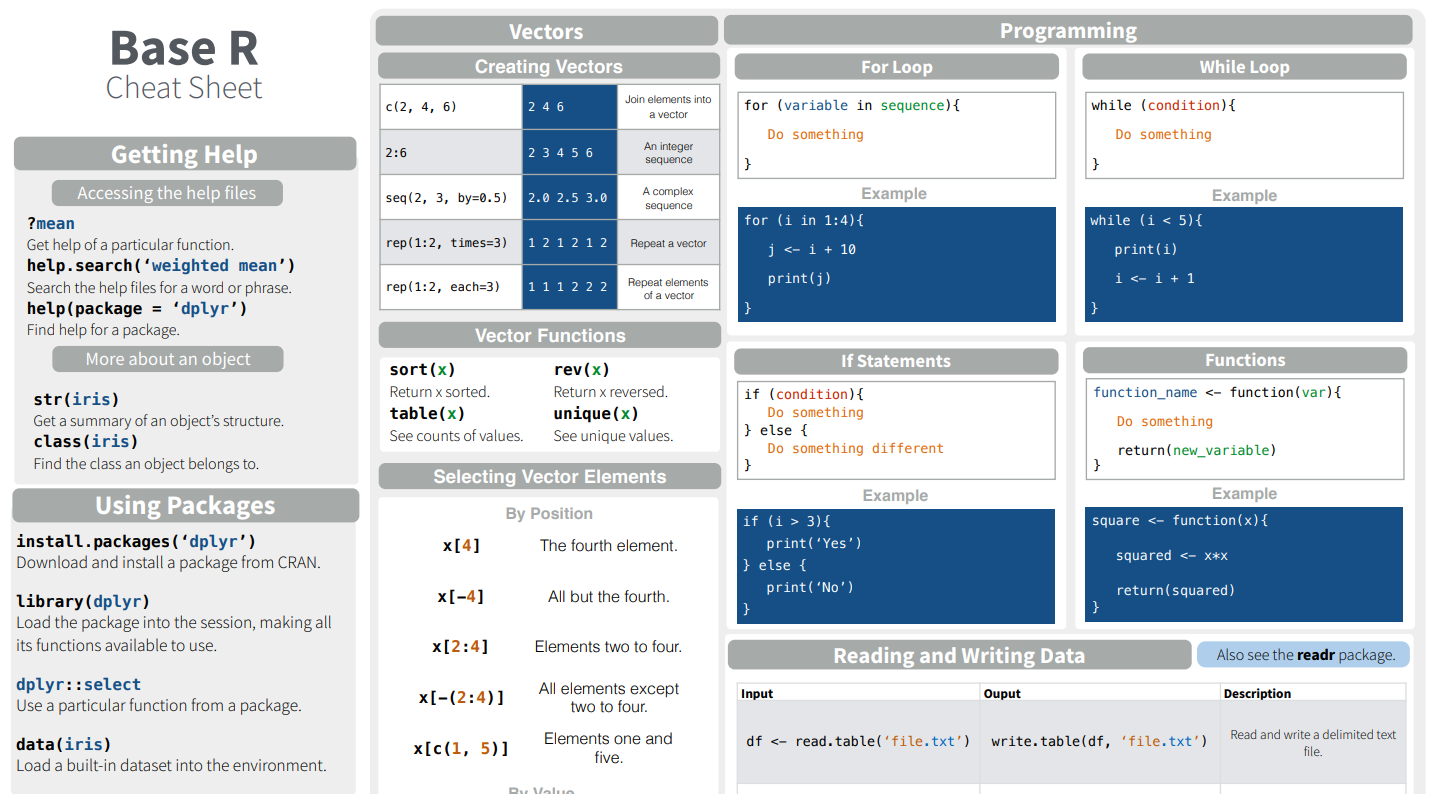 Base R
Cheat Sheet
Getting Help
Accessing the help files
?mean
Get help of a particular function.
help.search(‘weighted mean’)
Search the help files for a word or phrase.
help(package = ‘dplyr’)
Find help for a package.
More about an object
str(iris)
Get a summary of an object’s structure.
class(iris)
Find the class an object belongs to.
Using Packages
install.packages(‘dplyr’)
Download and install a package from CRAN.
library(dplyr)
Load the package into the session, making all
its functions available to use.
dplyr::select
Use a particular function from a package.
data(iris)
Load a built-in dataset into the environment.
Vectors
Creating Vectors
c(2, 4, 6) 2 4 6 Join elements into
a vector
2:6 2 3 4 5 6 An integer
sequence
seq(2, 3, by=0.5) 2.0 2.5 3.0 A complex
sequence
rep(1:2, times=3) 1 2 1 2 1 2 Repeat a vector
rep(1:2, each=3) 1 1 1 2 2 2 Repeat elements
of a vector
Vector Functions
sort(x) rev(x)
Return x sorted. Return x reversed.
table(x) unique(x)
See counts of values. See unique values.
Selecting Vector Elements
By Position
x[4] The fourth element.
x[-4] All but the fourth.
x[2:4] Elements two to four.
x[-(2:4)] All elements except
two to four.
x[c(1, 5)] Elements one and
five.
By Value
Programming
For Loop
for (variable in sequence){
Do something
}
Example
for (i in 1:4){
j <- i + 10
print(j)
}
While Loop
while (condition){
Do something
}
Example
while (i < 5){
print(i)
i <- i + 1
}
If Statements
if (condition){
Do something
} else {
Do something different
}
Example
if (i > 3){
print(‘Yes’)
} else {
print(‘No’)
}
Functions
function_name <- function(var){
Do something
return(new_variable)
}
Example
square <- function(x){
squared <- x*x
return(squared)
}
Reading and Writing Data
Also see the readr package.
Input Ouput Description
df <- read.table(‘file.txt’) write.table(df, ‘file.txt’) Read and write a delimited text
file.